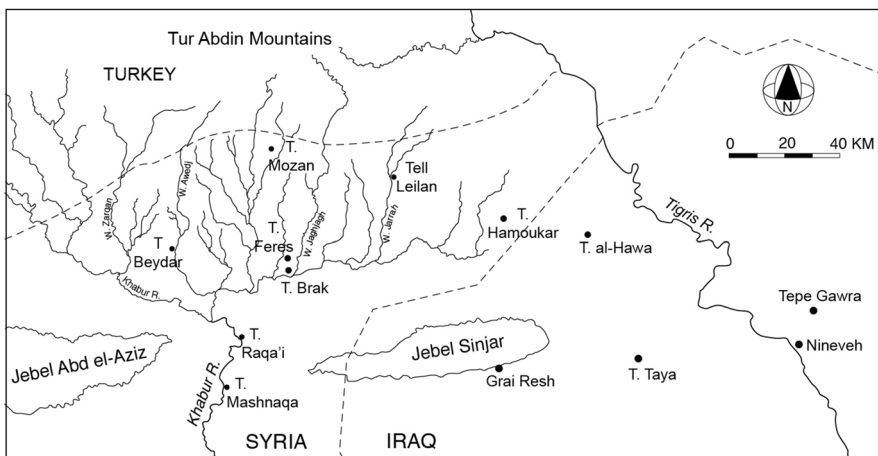 Tur Abdin Mountains
TURKEY
N
0 20 40 KM
T.
Mozan
W. Awedj
Tell
Leilan
W. Zargan
W. Jaghjagh
W. Jarrah
T.
Hamoukar
Tigris R.
T
Beydar
T.
Feres
T. al-Hawa
T. Brak
Khabur R.
Tepe Gawra
T.
Raqa'i
Jebel Abd el-Aziz
Jebel Sinjar
Nineveh
Khabur R.
T.
Mashnaqa
Grai Resh
T. Taya
SYRIA
IRAQ